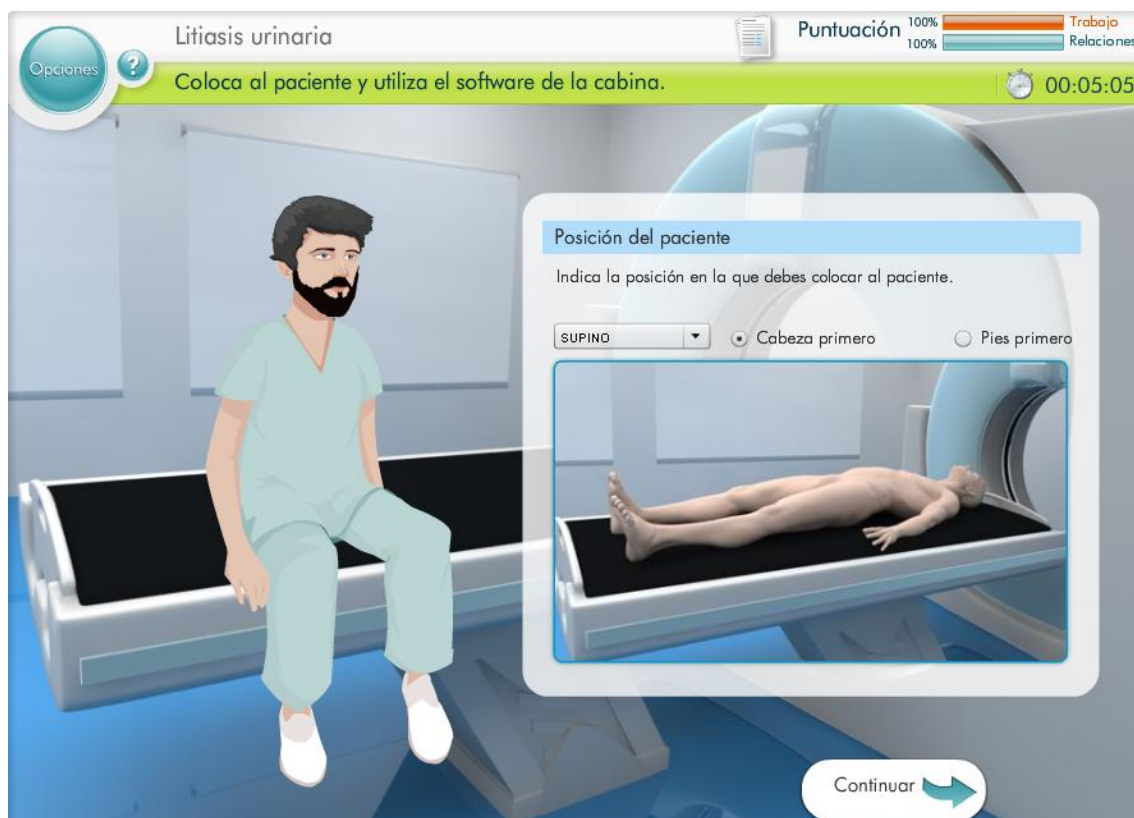 Opciones
?
Litiasis urinaria
Puntuación
100%
Trabajo
100%
Relaciones
Coloca al paciente y utiliza el software de la cabina.
00:05:05
Posición del paciente
Indica la posición en la que debes colocar al paciente.
SUPINO
Cabeza primero
Pies primero
Continuar